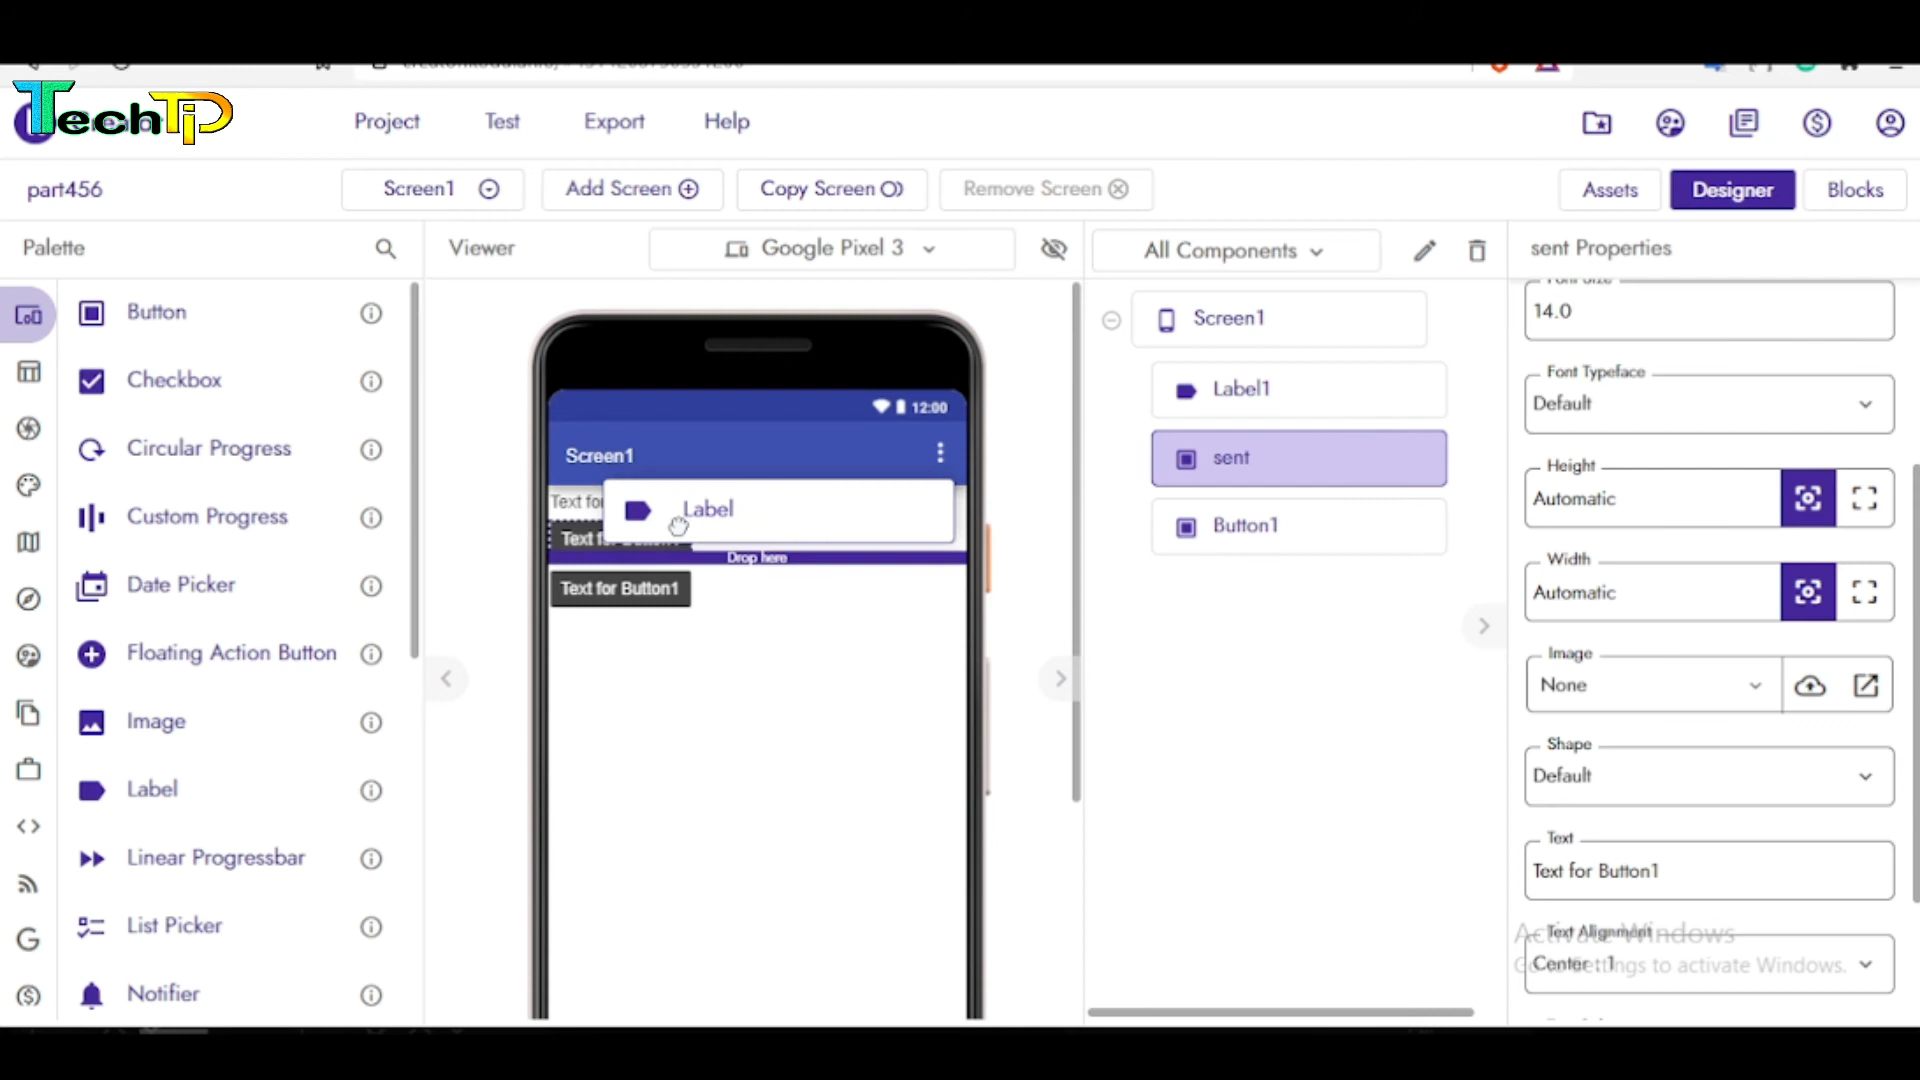 TechTip
Project
Test
Export
Help
part456
Screen1
Add Screen
Copy Screen
Remove Screen
Assets
Designer
Blocks
Palette
Viewer
Google Pixel 3
All Components
sent Properties
Button
Checkbox
Circular Progress
Custom Progress
Date Picker
Floating Action Button
Image
Label
Linear Progressbar
List Picker
Notifier
12:00
Screen1
Text for
Label
Drop here
Text for Button1
Screen1
Label1
sent
Button1
Font Size
14.0
Font Typeface
Default
Height
Automatic
Width
Automatic
Image
None
Shape
Default
Text
Text for Button1
Text Alignment
Center : 1
Activate Windows
Go to Settings to activate Windows.